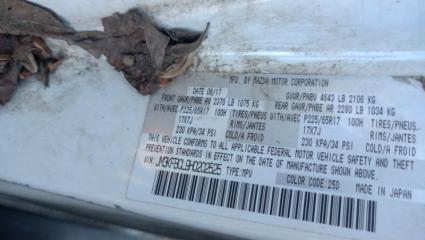 MFD. BY MAZDA MOTOR CORPORATION
DATE 08/17 GVWR/PNBV 4643 LB 2106 KG
FRONT GAWR/PNBE AR 2370 LB 1075 KG REAR GAWR/PNBE AR 2280 LB 1034 KG
WITH/AVEC P225/65R17 100H TIRES/PNEUS WITH/AVEC P225/65R17 100H TIRES/PNEUS
17X7J RIMS/JANTES 17X7J RIMS/JANTES
230 KPA/34 PSI COLD/A FROID 230 KPA/34 PSI COLD/A FROID
THIS VEHICLE CONFORMS TO ALL APPLICABLE FEDERAL MOTOR VEHICLE SAFETY AND THEFT
PREVENTION STANDARDS IN EFFECT ON THE DATE OF MANUFACTURE SHOWN ABOVE.
VIN: TYPE:MPV
COLOR CODE:25D MADE IN JAPAN